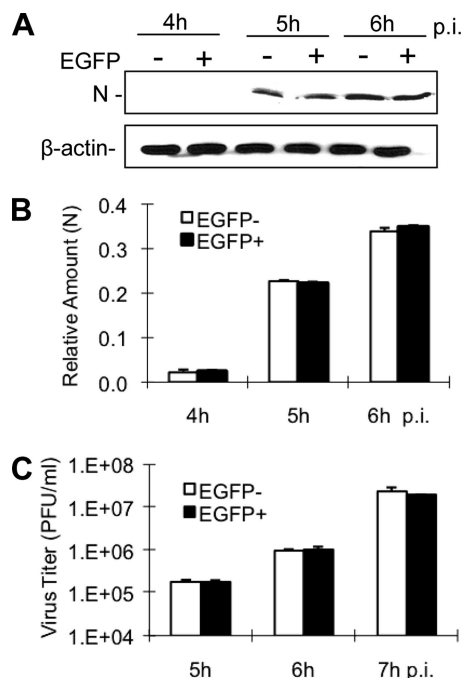 A
4h 5h 6h p.i.
EGFP - + - + - +
N -
β-actin-
B
Relative Amount (N)
0.4
0.3
0.2
0.1
0.0
EGFP-
EGFP+
4h 5h 6h p.i.
C
Virus Titer (PFU/ml)
1.E+08
1.E+07
1.E+06
1.E+05
1.E+04
EGFP-
EGFP+
5h 6h 7h p.i.